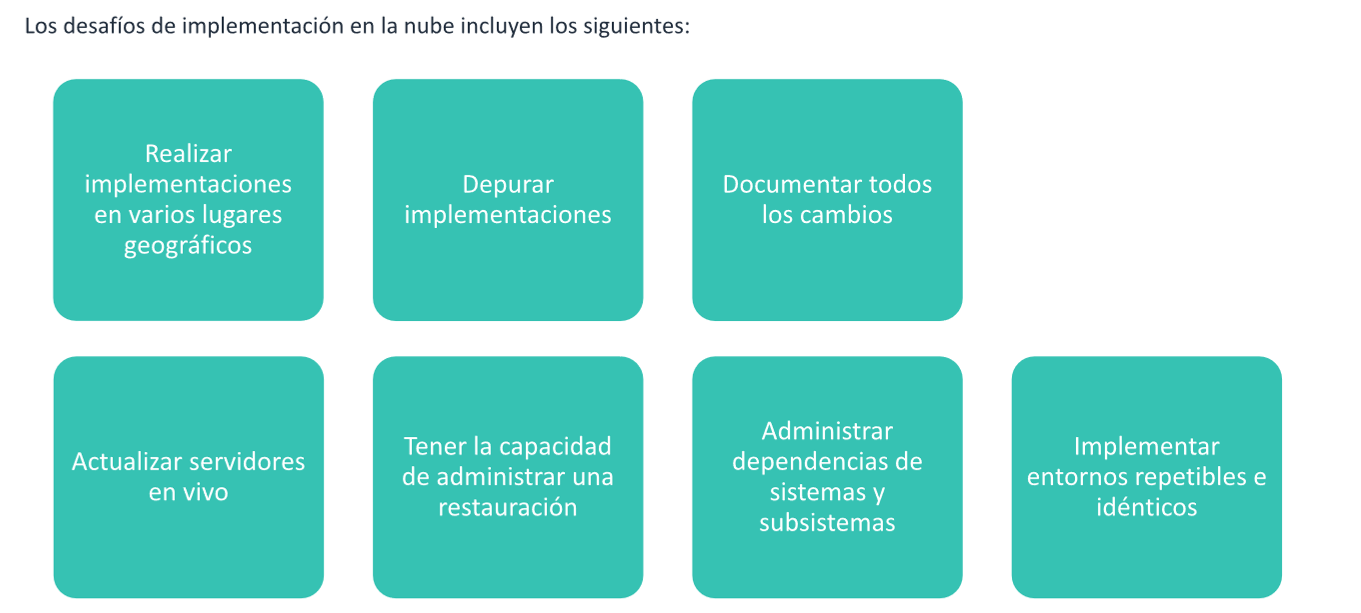 Los desafíos de implementación en la nube incluyen los siguientes:
Realizar
implementaciones
en varios lugares
geográficos
Depurar
implementaciones
Documentar todos
los cambios
Actualizar servidores
en vivo
Tener la capacidad
de administrar una
restauración
Administrar
dependencias de
sistemas y
subsistemas
Implementar
entornos repetibles e
idénticos